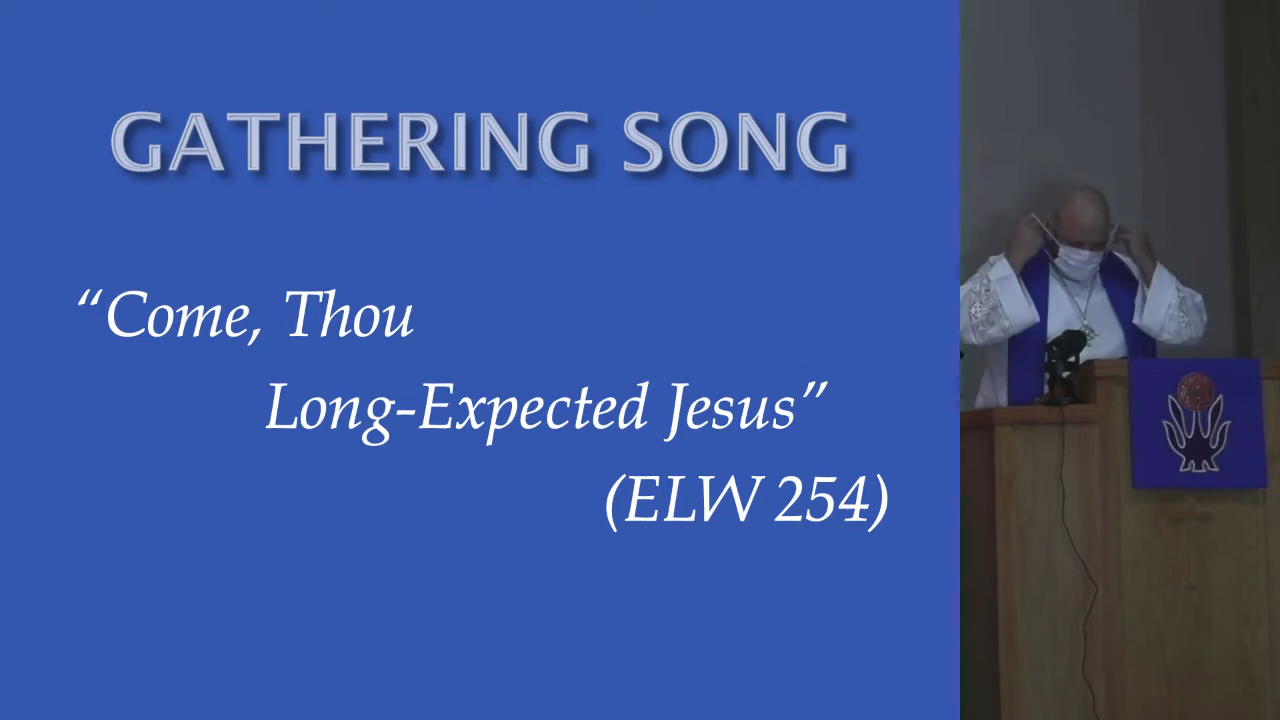 GATHERING SONG
“Come, Thou
Long-Expected Jesus”
(ELW 254)